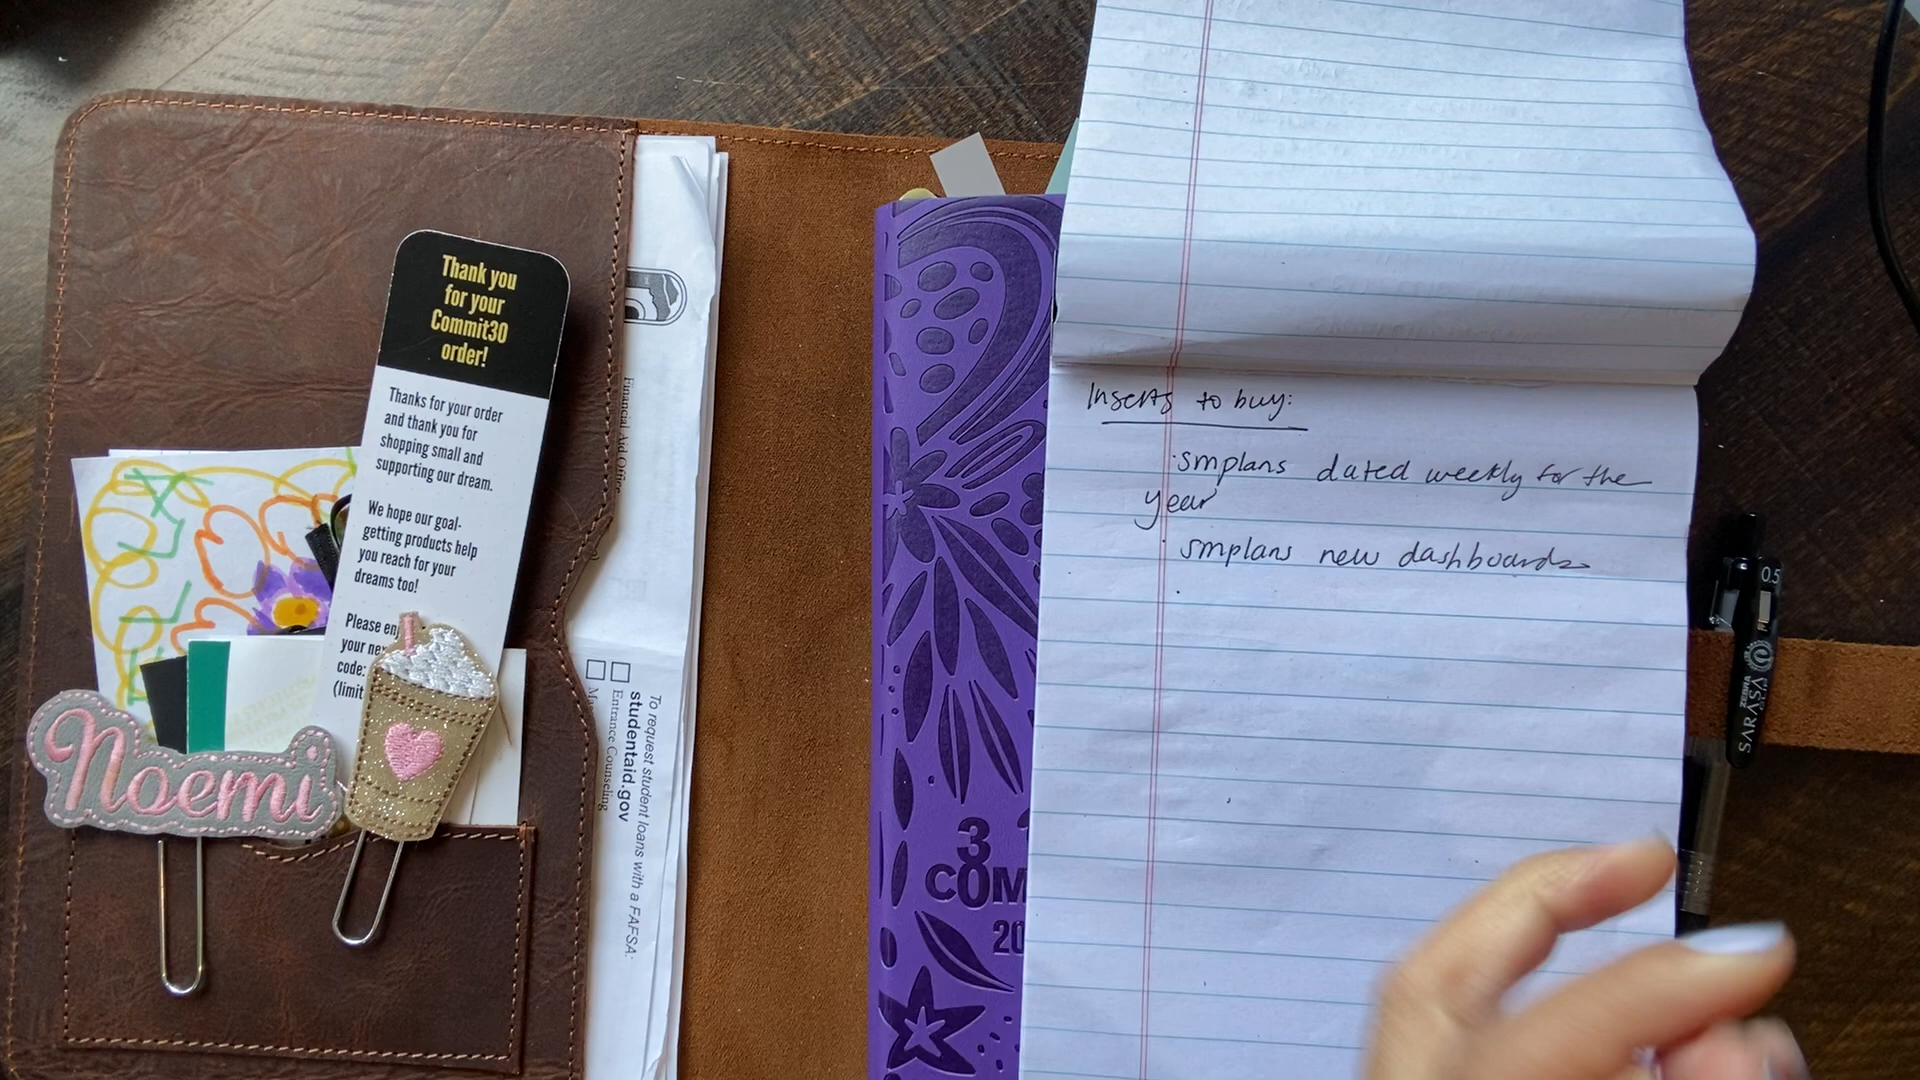 Thank you
for your
Commit30
order!
Thanks for your order
and thank you for
shopping small and
supporting our dream.
We hope our goal-
getting products help
you reach for your
dreams too!
Please
your
code:
(limit
Noemi
Financial Aid Office
To request student loans with a FAFSA:
studentaid.gov
Entrance Counseling
3
COM
20
Inserts to buy:
smplans dated weekly for the
year
smplans new dashboards
0.5
ZEBRA
SARASA